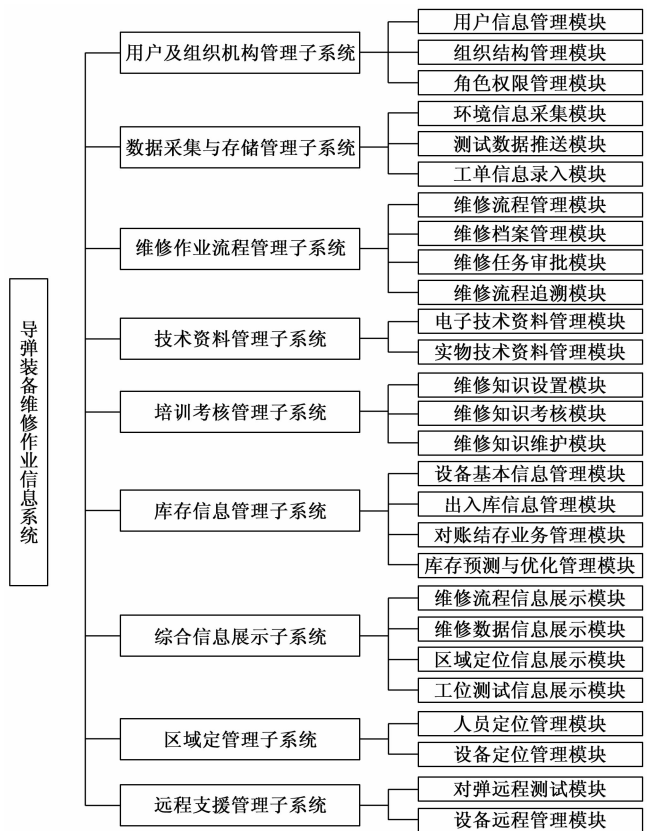 导弹装备维修作业信息系统
用户及组织机构管理子系统
用户信息管理模块
组织结构管理模块
角色权限管理模块
数据采集与存储管理子系统
环境信息采集模块
测试数据推送模块
工单信息录入模块
维修作业流程管理子系统
维修流程管理模块
维修档案管理模块
维修任务审批模块
维修流程追溯模块
技术资料管理子系统
电子技术资料管理模块
实物技术资料管理模块
培训考核管理子系统
维修知识设置模块
维修知识考核模块
维修知识维护模块
库存信息管理子系统
设备基本信息管理模块
出入库信息管理模块
对账结存业务管理模块
库存预测与优化管理模块
综合信息展示子系统
维修流程信息展示模块
维修数据信息展示模块
区域定位信息展示模块
工位测试信息展示模块
区域定管理子系统
人员定位管理模块
设备定位管理模块
远程支援管理子系统
对弹远程测试模块
设备远程管理模块